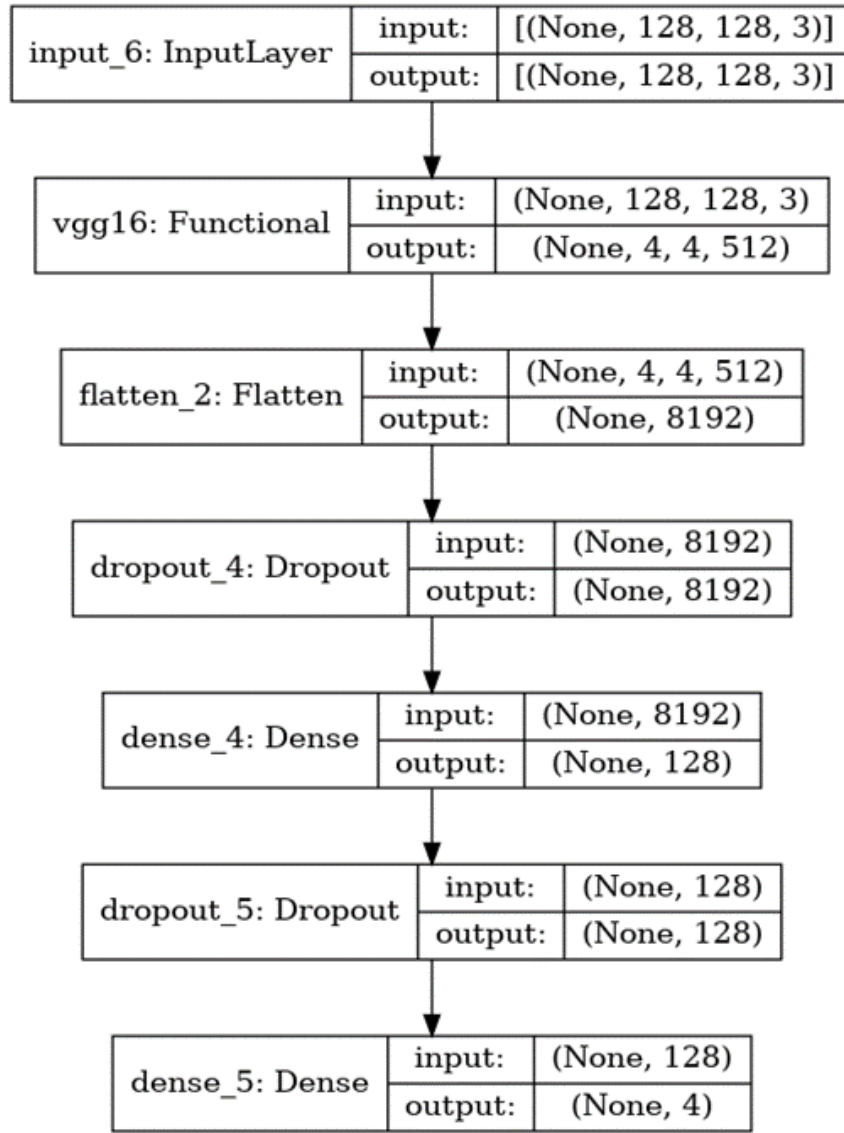 input_6: InputLayer
input: [(None, 128, 128, 3)]
output: [(None, 128, 128, 3)]
vgg16: Functional
input: (None, 128, 128, 3)
output: (None, 4, 4, 512)
flatten_2: Flatten
input: (None, 4, 4, 512)
output: (None, 8192)
dropout_4: Dropout
input: (None, 8192)
output: (None, 8192)
dense_4: Dense
input: (None, 8192)
output: (None, 128)
dropout_5: Dropout
input: (None, 128)
output: (None, 128)
dense_5: Dense
input: (None, 128)
output: (None, 4)